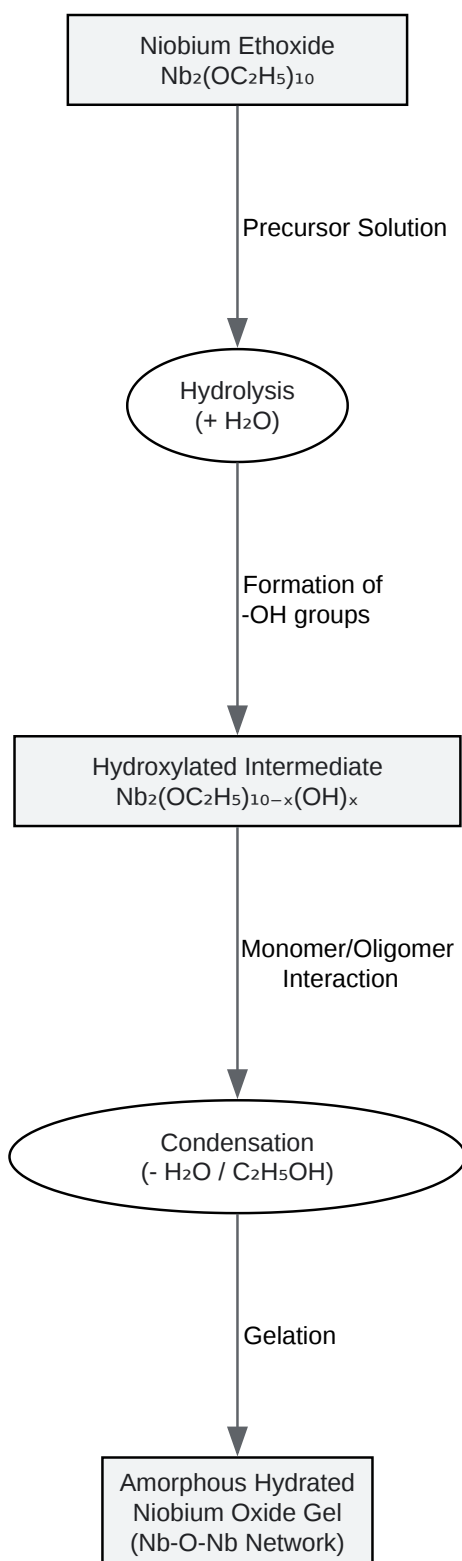 Niobium Ethoxide
Nb₂(OC₂H₅)₁₀
Precursor Solution
Hydrolysis
(+ H₂O)
Formation of
-OH groups
Hydroxylated Intermediate
Nb₂(OC₂H₅)₁₀₋ₓ(OH)ₓ
Monomer/Oligomer
Interaction
Condensation
(- H₂O / C₂H₅OH)
Gelation
Amorphous Hydrated
Niobium Oxide Gel
(Nb-O-Nb Network)